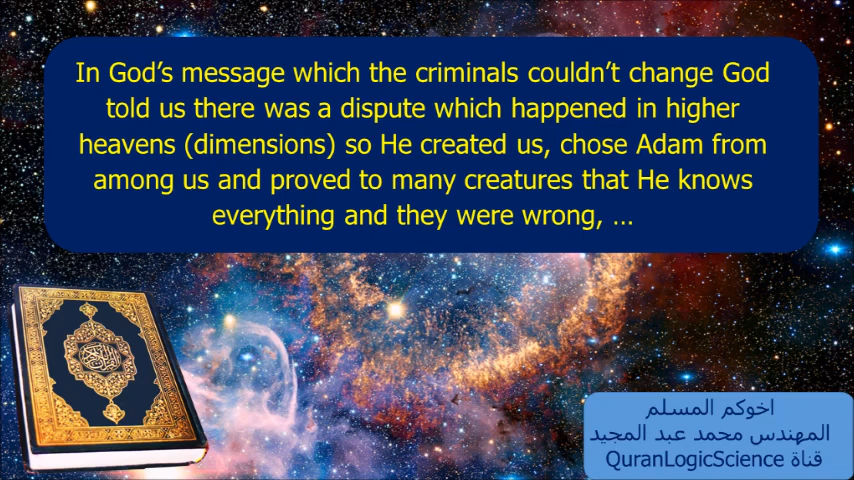 In God’s message which the criminals couldn’t change God
told us there was a dispute which happened in higher
heavens (dimensions) so He created us, chose Adam from
among us and proved to many creatures that He knows
everything and they were wrong, ...
اخوكم المسلم
المهندس محمد عبد المجيد
قناة QuranLogicScience